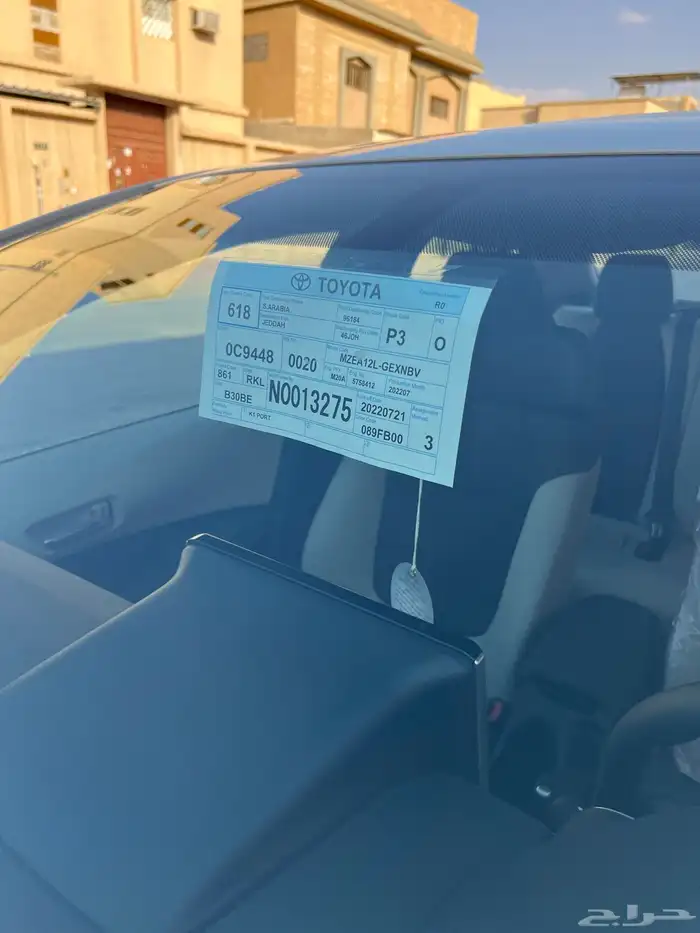 TOYOTA
R0
618
S.ARABIA
JEDDAH
96184
46JOH
P3
O
0C9448
0020
MZEA12L-GEXNBV
861
RKL
M20A
5758412
202207
B30BE
N0013275
20220721
089FB00
3
K1 PORT
حراج